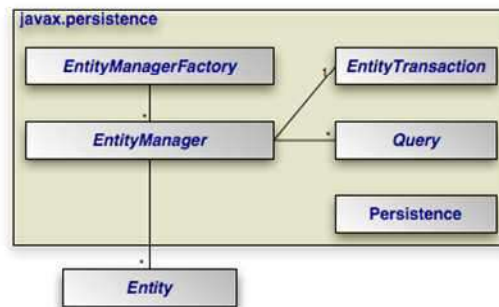 javax.persistence
EntityManagerFactory
EntityTransaction
1
*
EntityManager
*
Query
Persistence
*
Entity